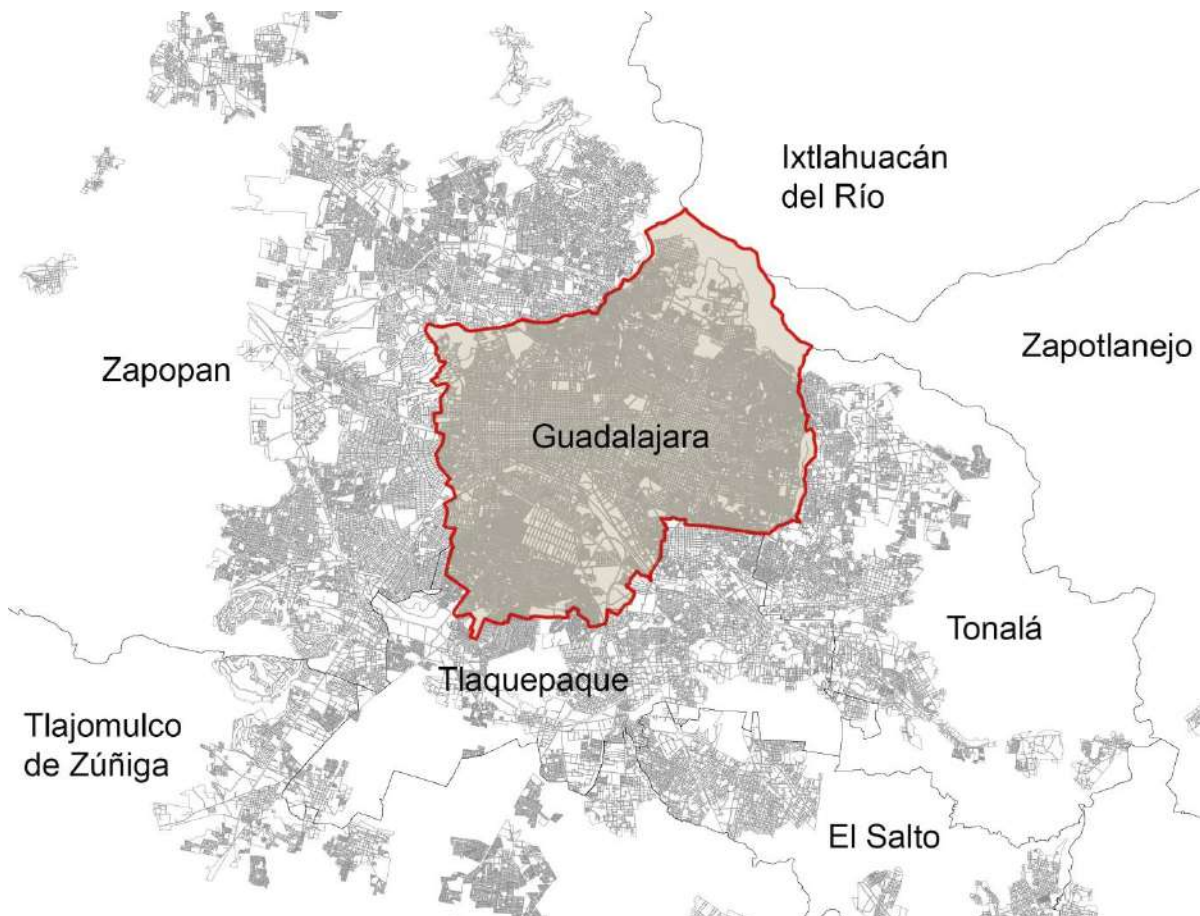 Ixtlahuacán
del Río
Zapotlanejo
Zapopan
Guadalajara
Tonalá
Tlaquepaque
Tlajomulco
de Zúñiga
El Salto